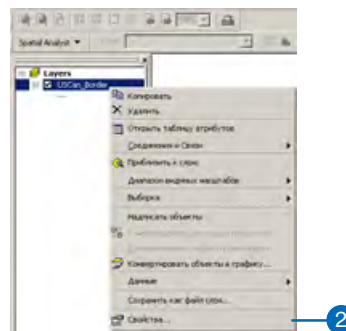 Spatial Analyst
Layers
USCan_Border
Копировать
Удалить
Открыть таблицу атрибутов
Соединения и Связи
Приблизить к слою
Диапазон видимых масштабов
Выборка
Надписать объекты
Конвертировать объекты в графику...
Данные
Сохранить как файл слоя...
Свойства...
2